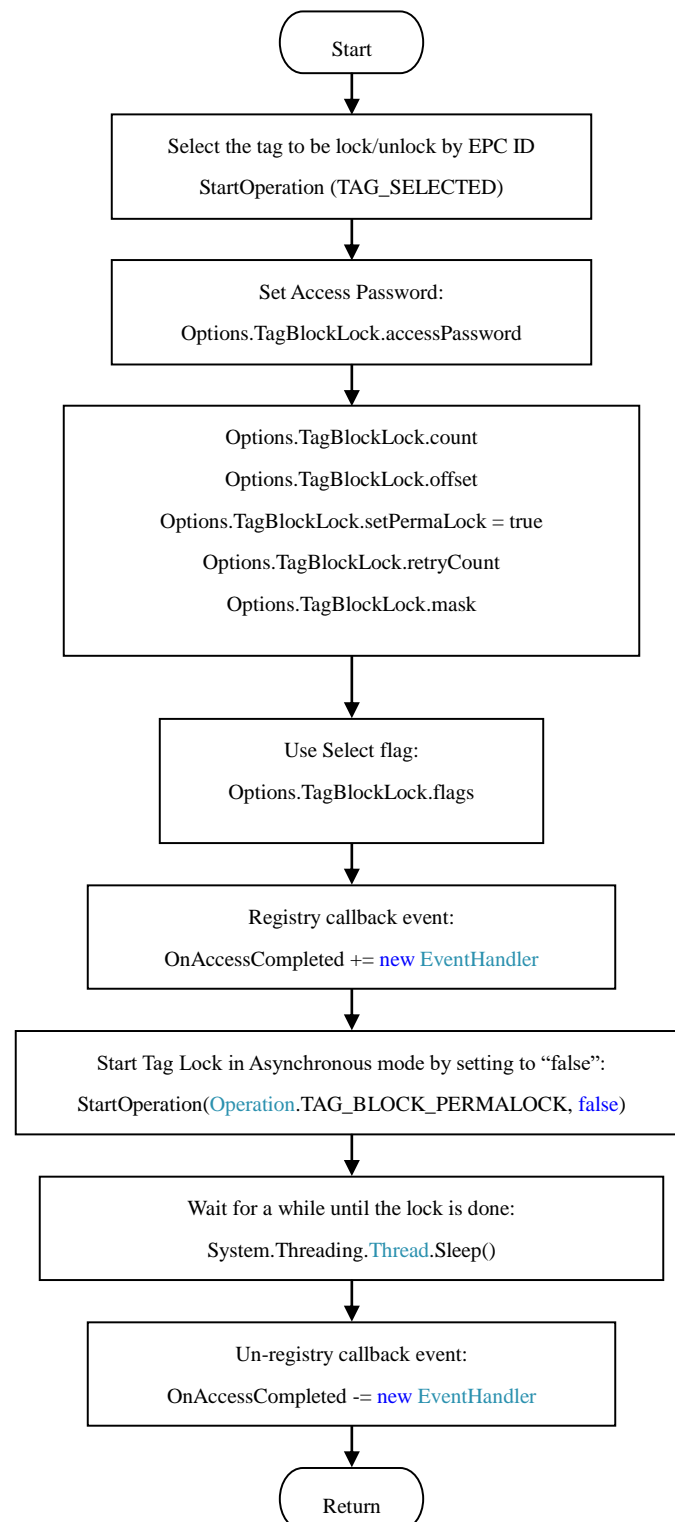 Start
Select the tag to be lock/unlock by EPC ID
StartOperation (TAG_SELECTED)
Set Access Password:
Options.TagBlockLock.accessPassword
Options.TagBlockLock.count
Options.TagBlockLock.offset
Options.TagBlockLock.setPermaLock = true
Options.TagBlockLock.retryCount
Options.TagBlockLock.mask
Use Select flag:
Options.TagBlockLock.flags
Registry callback event:
OnAccessCompleted += new EventHandler
Start Tag Lock in Asynchronous mode by setting to “false”:
StartOperation(Operation.TAG_BLOCK_PERMALOCK, false)
Wait for a while until the lock is done:
System.Threading.Thread.Sleep()
Un-registry callback event:
OnAccessCompleted -= new EventHandler
Return